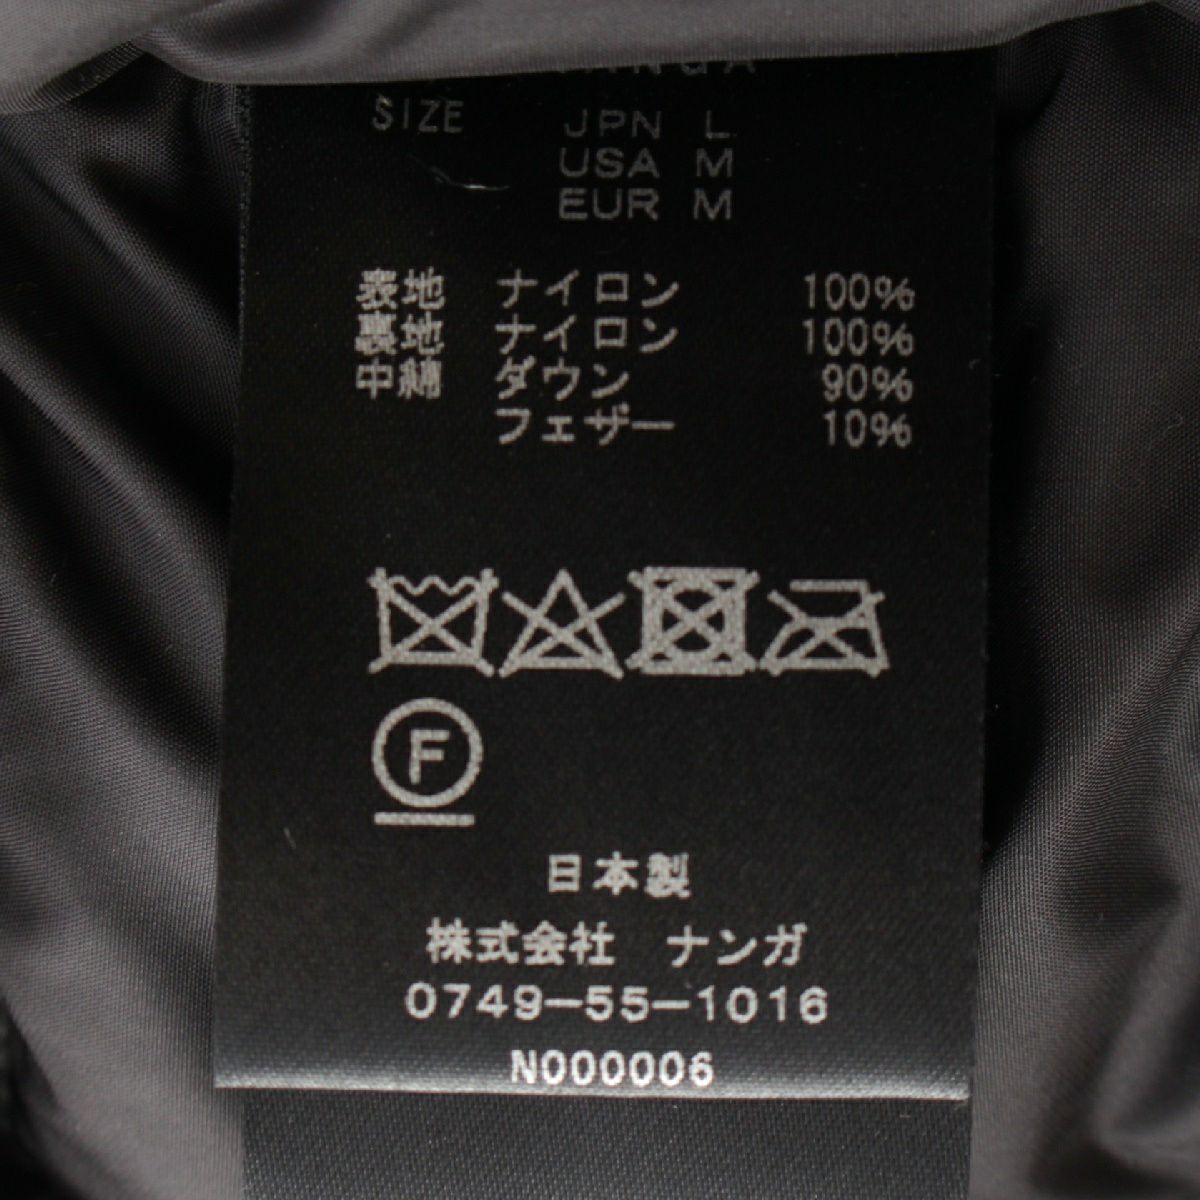 SIZE JPN L
USA M
EUR M
表地 ナイロン 100%
裏地 ナイロン 100%
中綿 ダウン 90%
フェザー 10%
F
日本製
株式会社 ナンガ
0749-55-1016
N000006